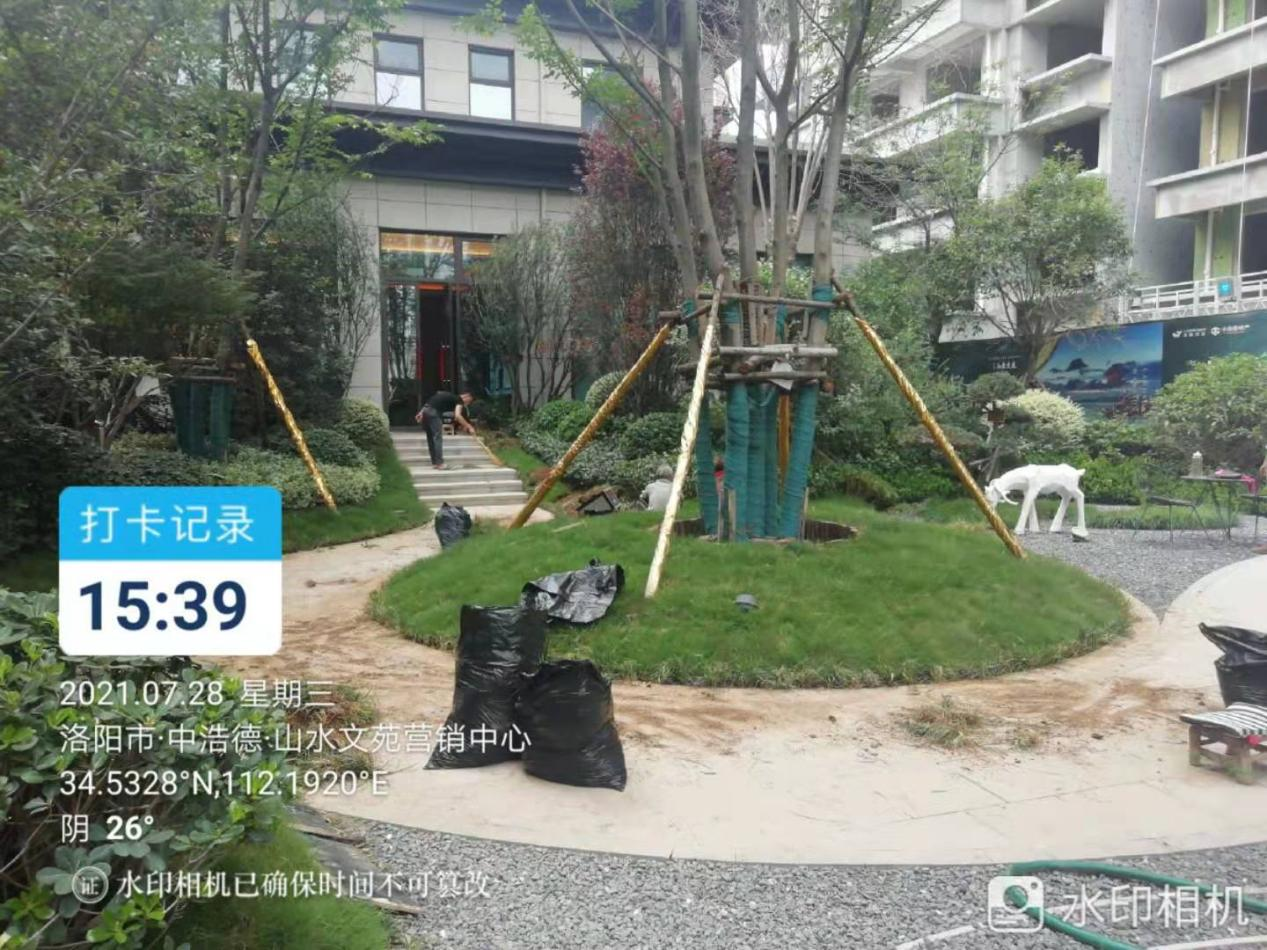 打卡记录
15:39
2021.07.28 星期三
洛阳市·中浩德·山水文苑营销中心
34.5328°N,112.1920°E
阴 26°
证 水印相机已确保时间不可篡改
水印相机